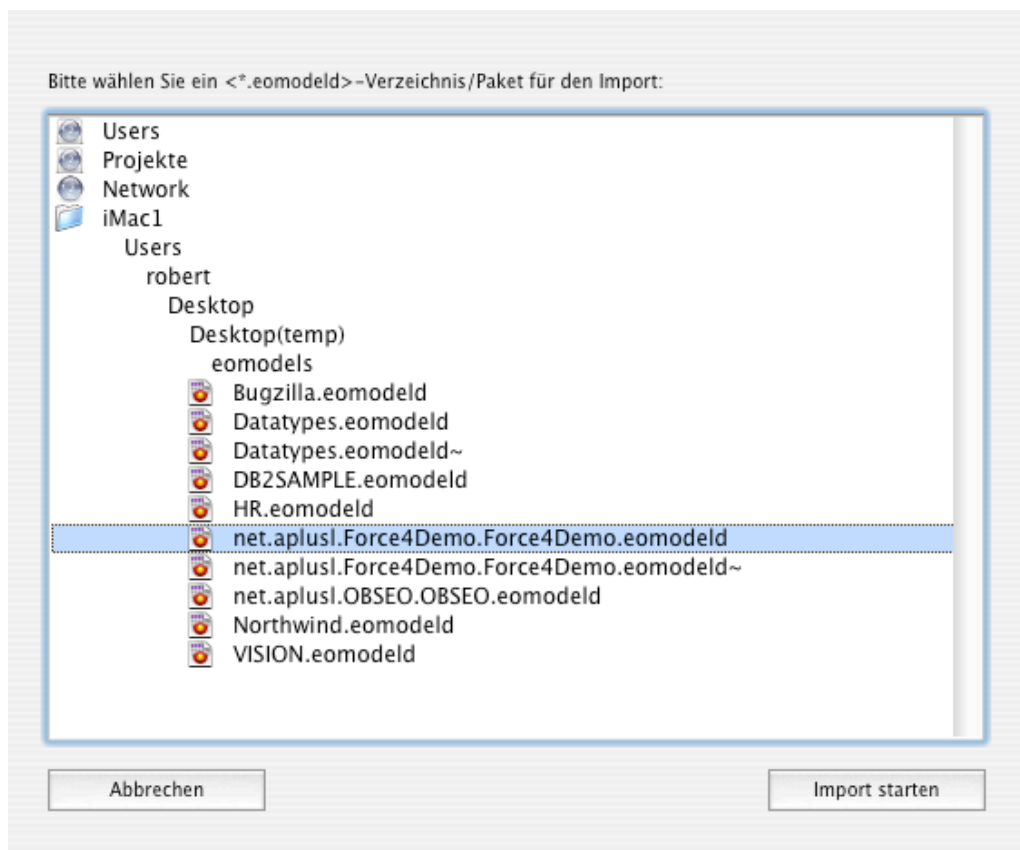 Bitte wählen Sie ein <*.eomodeld>-Verzeichnis/Paket für den Import:
Users
Projekte
Network
iMac1
Users
robert
Desktop
Desktop(temp)
eomodels
Bugzilla.eomodeld
Datatypes.eomodeld
Datatypes.eomodeld~
DB2SAMPLE.eomodeld
HR.eomodeld
net.aplusl.Force4Demo.Force4Demo.eomodeld
net.aplusl.Force4Demo.Force4Demo.eomodeld~
net.aplusl.OBSEO.OBSEO.eomodeld
Northwind.eomodeld
VISION.eomodeld
Abbrechen
Import starten